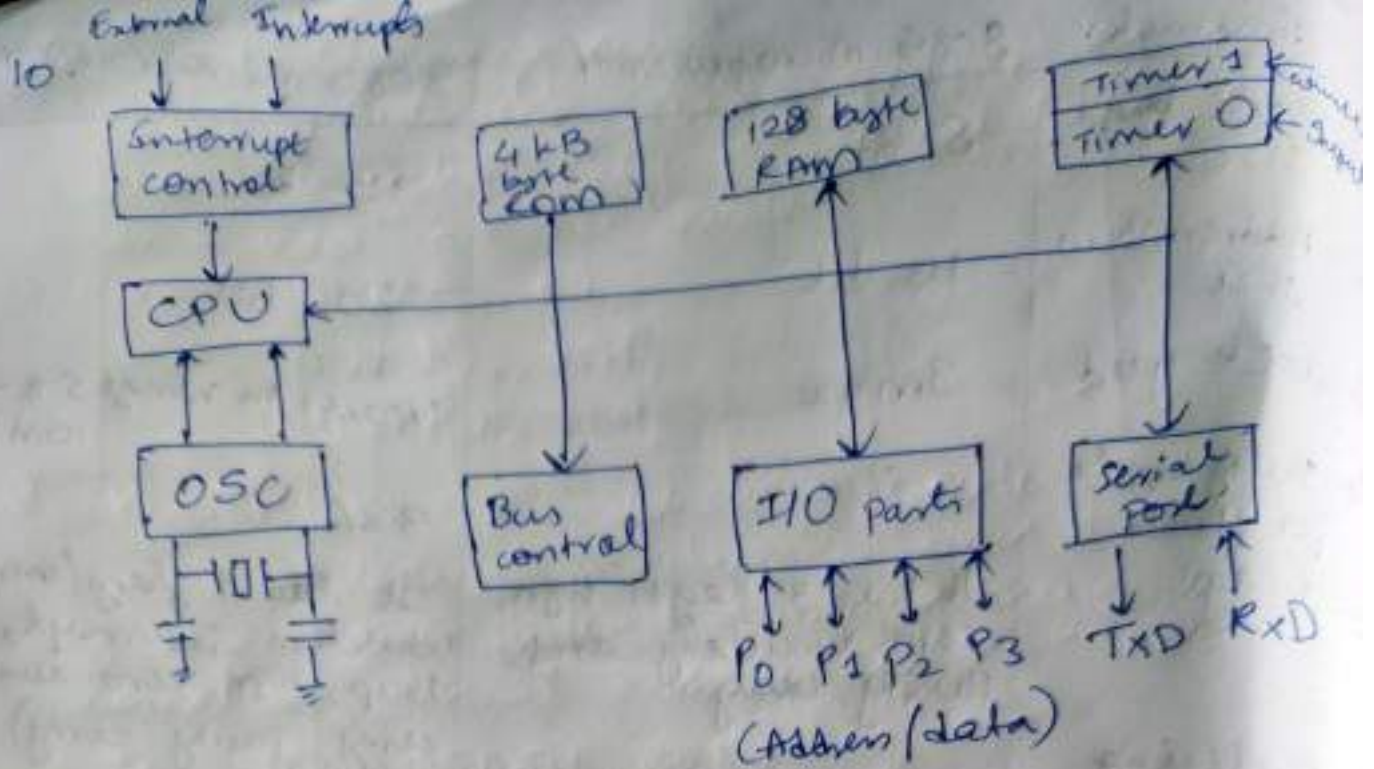 External Interrupts
10
Interrupt
control
4 kB
byte
ROM
128 byte
RAM
Timer 1
Timer 0
CPU
OSC
Bus
control
I/O ports
Serial
Port
P0 P1 P2 P3
TXD RXD
(Address/data)